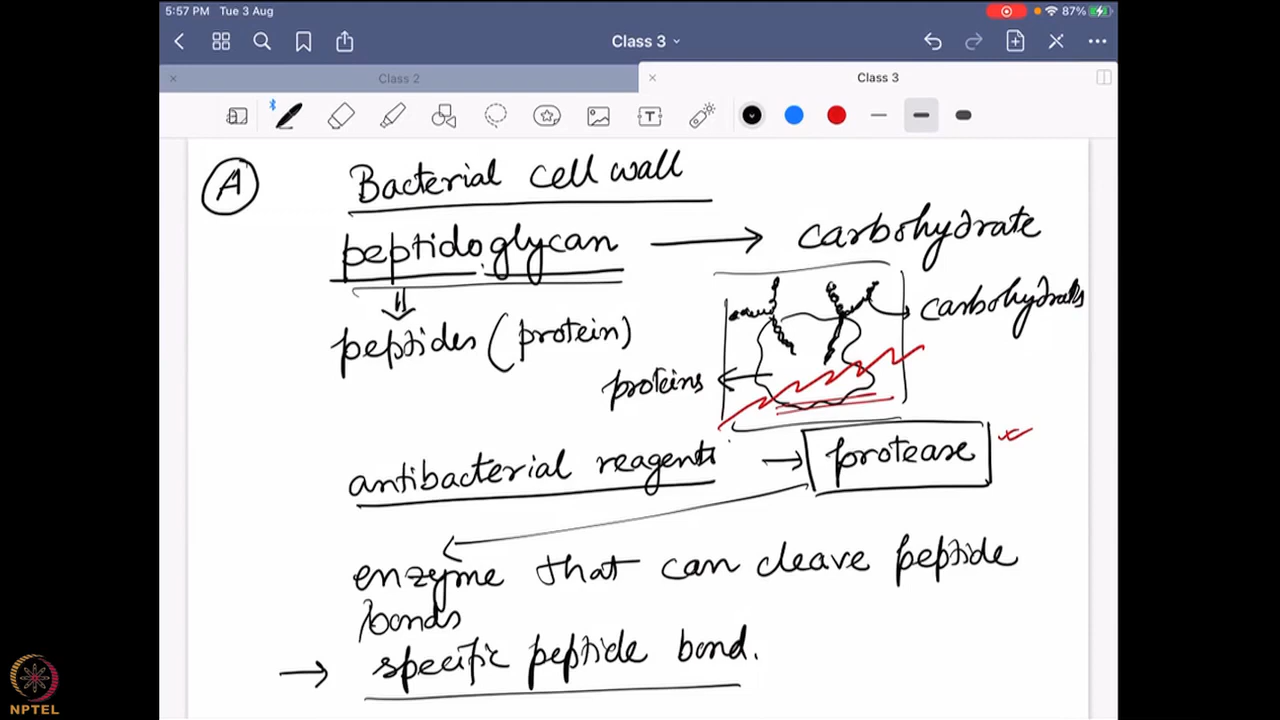 5:57 PM Tue 3 Aug
87%
Class 3
Class 2
Class 3
T
A
Bacterial cell wall
peptidoglycan → carbohydrate
carbohydrates
peptides (protein)
proteins
antibacterial reagents → protease
enzyme that can cleave peptide
bonds
→ specific peptide bond.
NPTEL